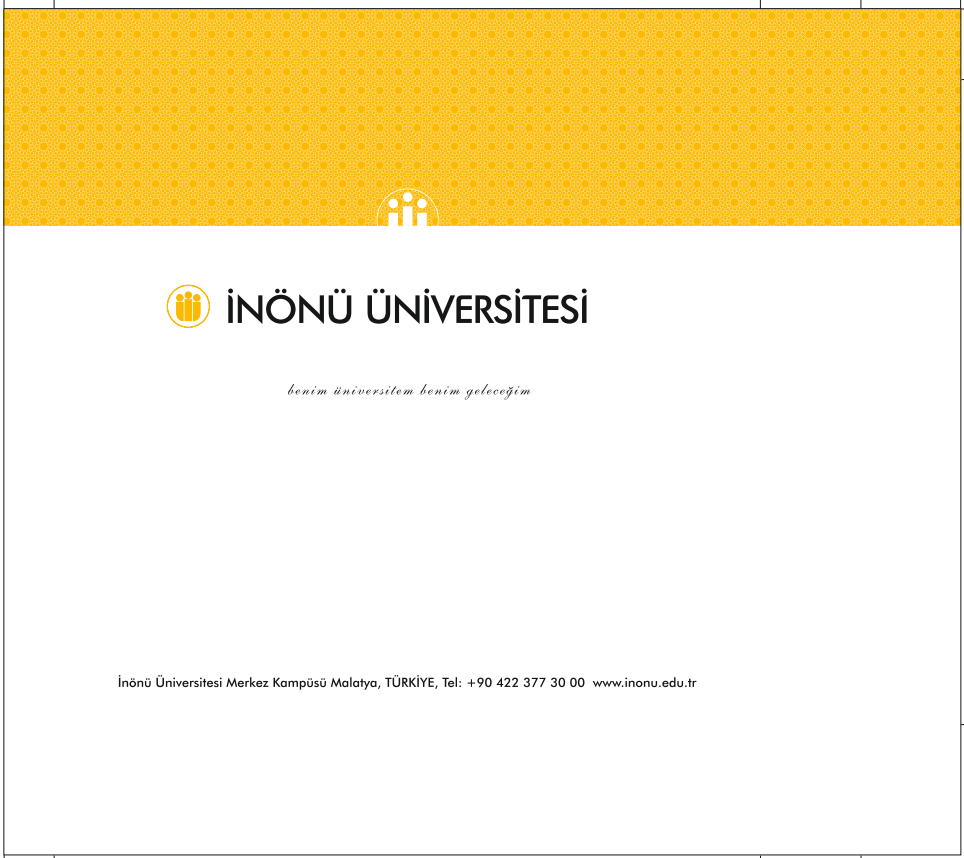 İNÖNÜ ÜNİVERSİTESİ
benim üniversitem benim geleceğim
İnönü Üniversitesi Merkez Kampüsü Malatya, TÜRKİYE, Tel: +90 422 377 30 00 www.inonu.edu.tr